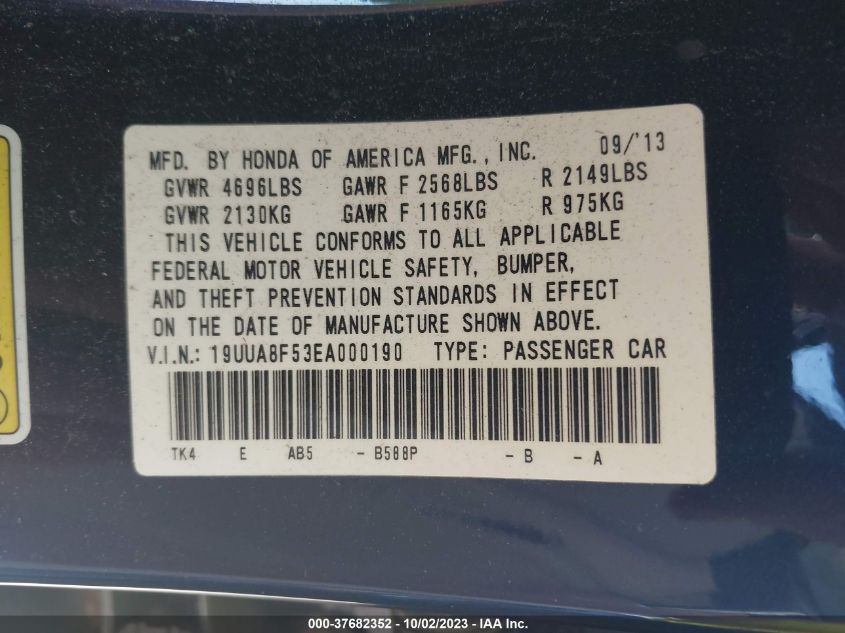 MFD. BY HONDA OF AMERICA MFG., INC. 09/'13
GVWR 4696LBS GAWR F 2568LBS R 2149LBS
GVWR 2130KG GAWR F 1165KG R 975KG
THIS VEHICLE CONFORMS TO ALL APPLICABLE
FEDERAL MOTOR VEHICLE SAFETY, BUMPER,
AND THEFT PREVENTION STANDARDS IN EFFECT
ON THE DATE OF MANUFACTURE SHOWN ABOVE.
V.I.N.: 19UUA8F53EA000190 TYPE: PASSENGER CAR
TK4 E AB5 - B588P - B - A
000-37682352 - 10/02/2023 - IAA Inc.